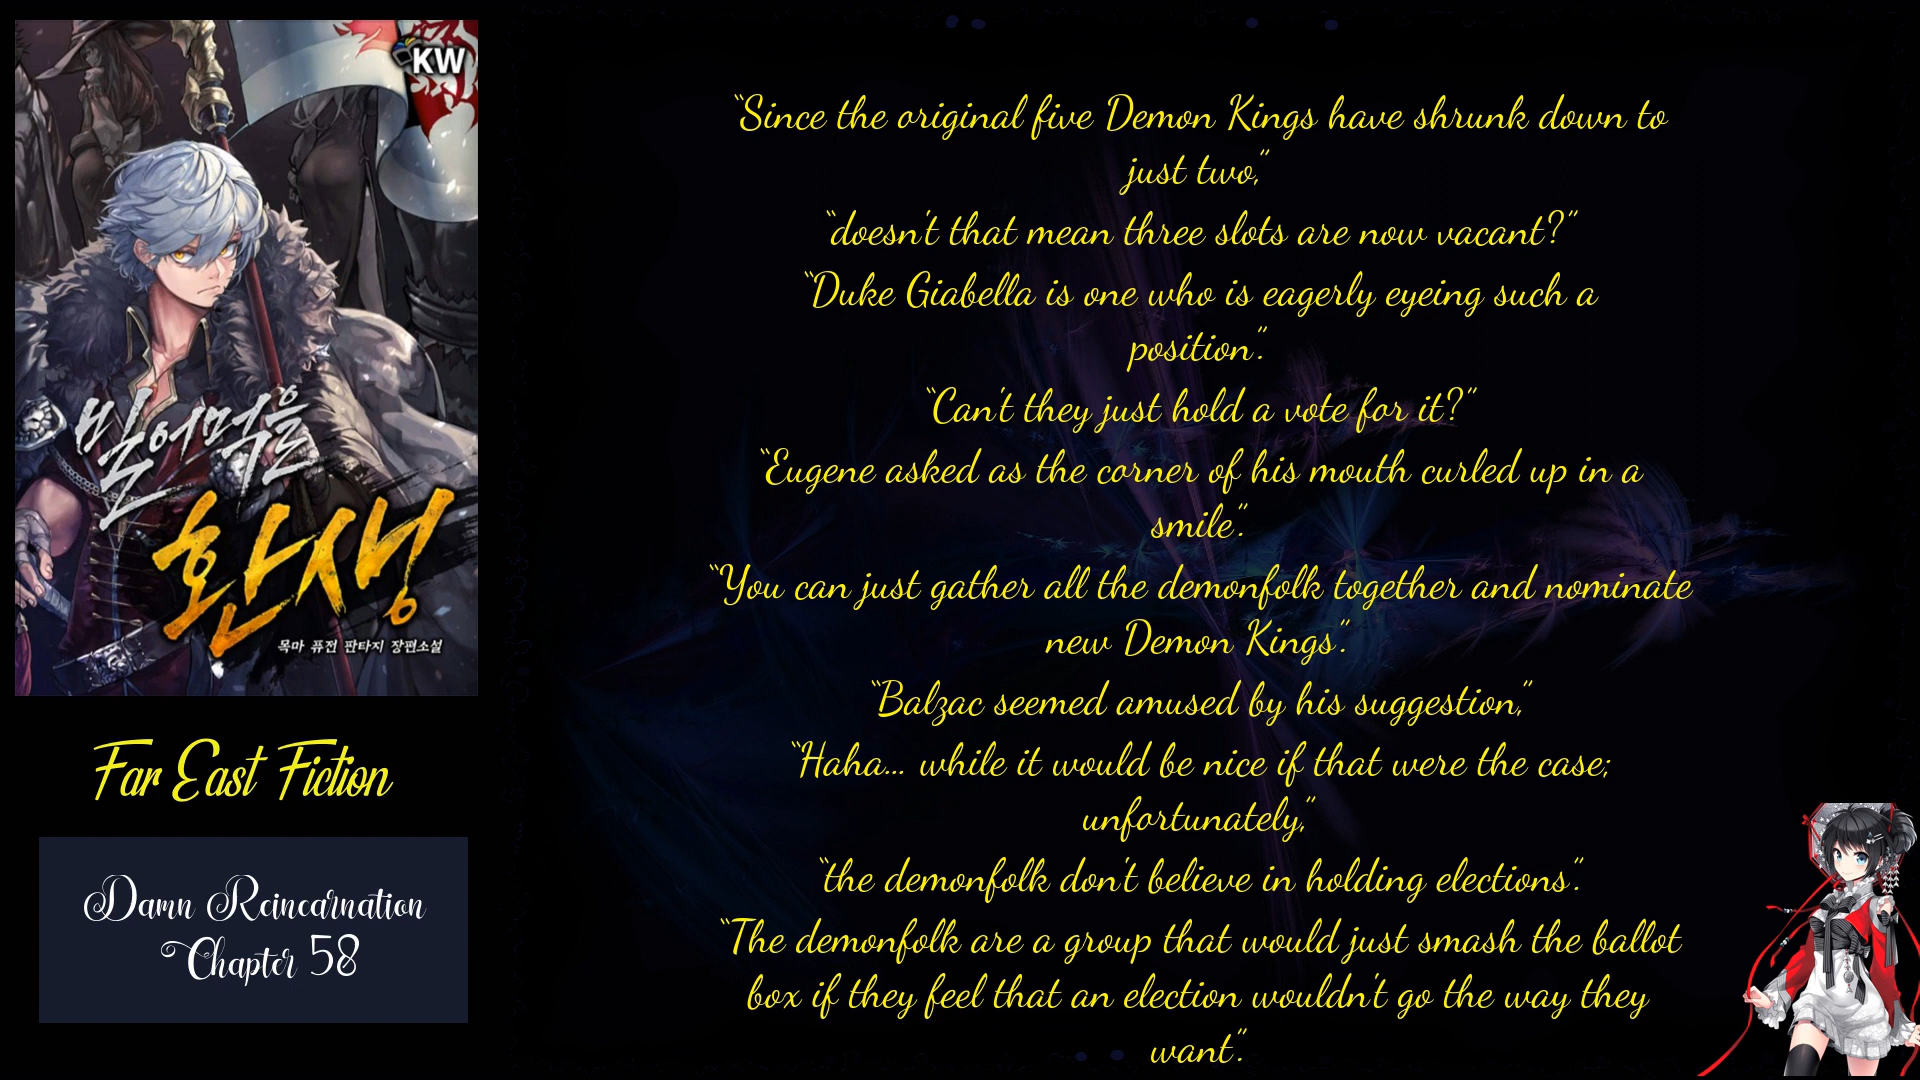 KW
빌어먹을
환생
목마 퓨전 판타지 장편소설
Far East Fiction
Damn Reincarnation
Chapter 58
“Since the original five Demon Kings have shrunk down to
just two,”
“doesn't that mean three slots are now vacant?”
“Duke Giabella is one who is eagerly eyeing such a
position”.
“Can't they just hold a vote for it?”
“Eugene asked as the corner of his mouth curled up in a
smile”.
“You can just gather all the demonfolk together and nominate
new Demon Kings”.
“Balzac seemed amused by his suggestion,”
“Haha... while it would be nice if that were the case;
unfortunately,”
“the demonfolk don't believe in holding elections”.
“The demonfolk are a group that would just smash the ballot
box if they feel that an election wouldn't go the way they
want”.